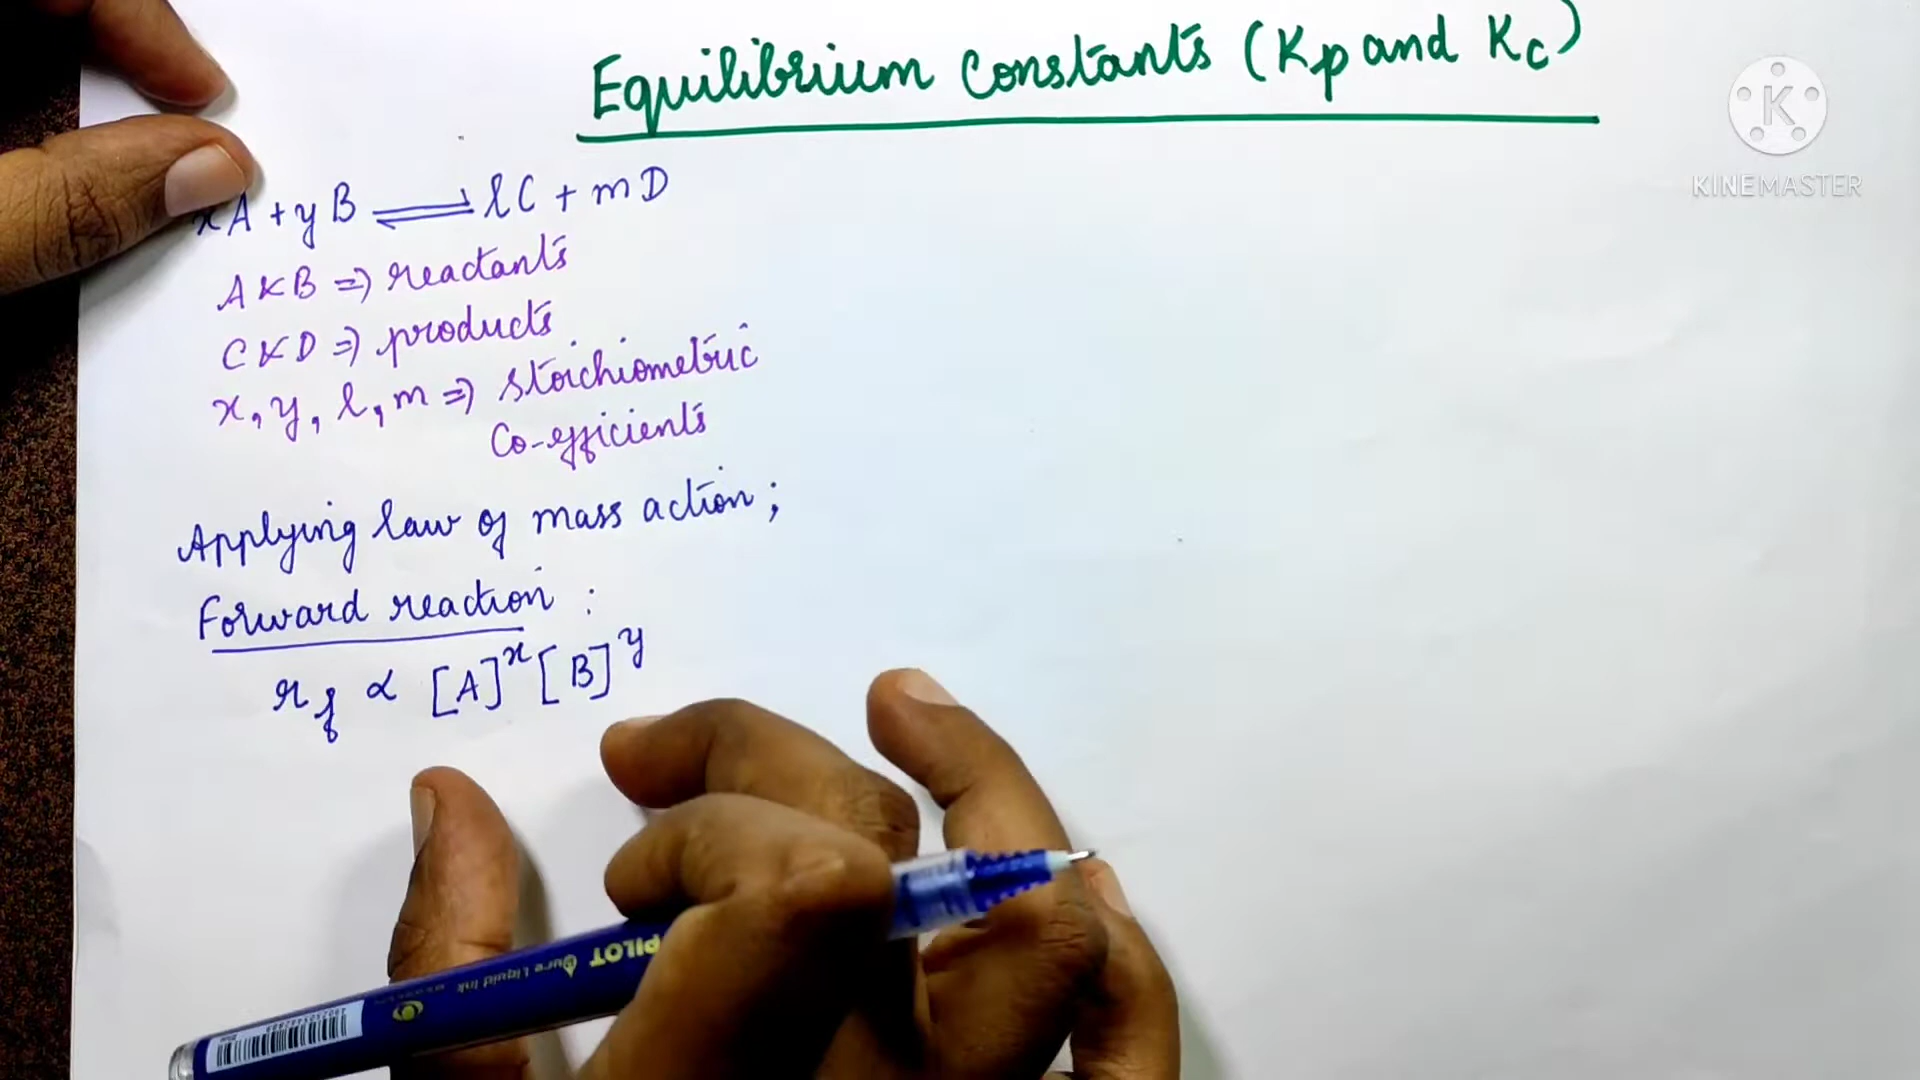 Equilibrium Constants (Kp and Kc)
K
KINEMASTER
xA + yB ⇌ lC + mD
A & B => reactants
C & D => products
x, y, l, m => Stoichiometric
Co-efficients
Applying law of mass action;
Forward reaction :
rf ∝ [A]^x [B]^y
PILOT Pure Liquid Ink